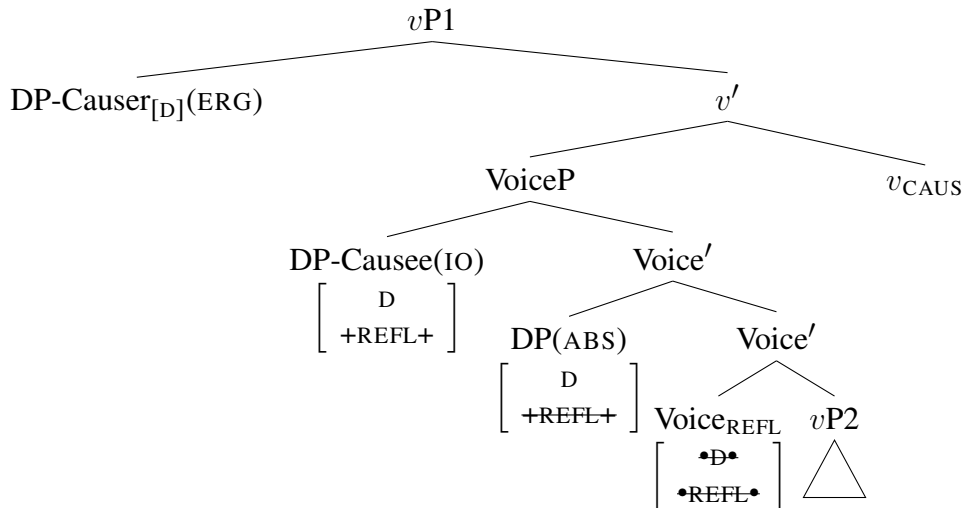 vP1
DP-Causer[D](ERG) v′
VoiceP vCAUS
DP-Causee(IO) Voice′
D
+REFL+
DP(ABS) Voice′
D
+REFL+
VoiceREFL vP2
•D•
•REFL•